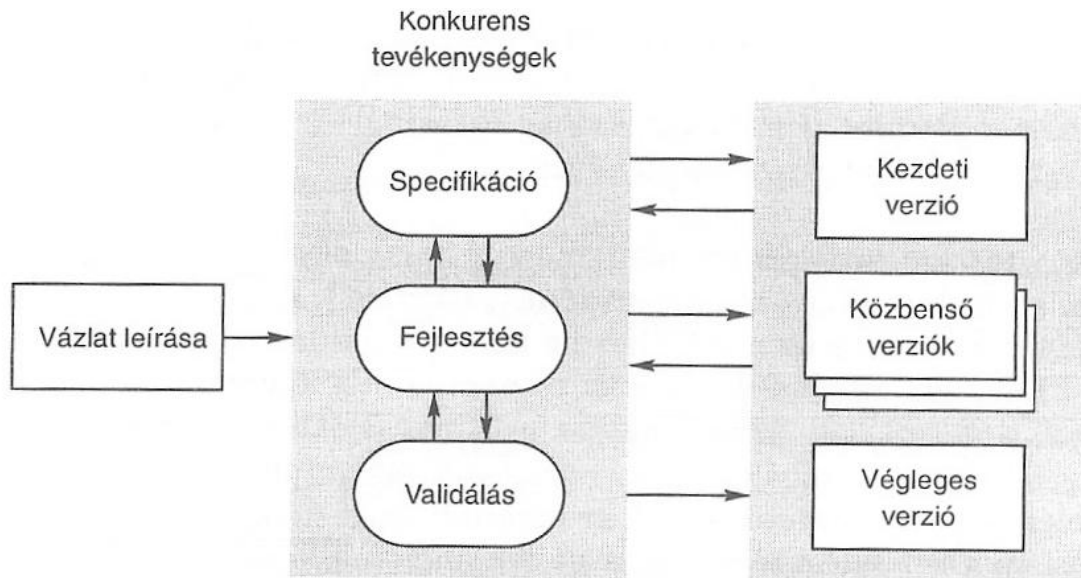 Konkurens
tevékenységek
Specifikáció
Kezdeti
verzió
Vázlat leírása
Fejlesztés
Közbenső
verziók
Validálás
Végleges
verzió